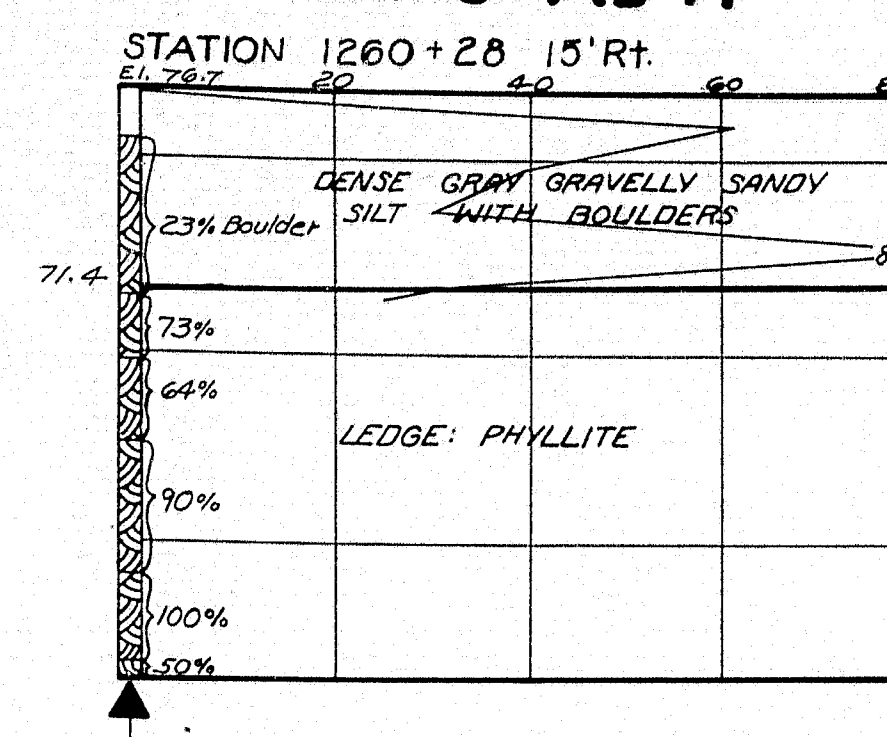 STATION 1260+28 15'Rt.
El. 76.7 20 40 60
DENSE GRAY GRAVELLY SANDY
SILT WITH BOULDERS
23% Boulder
71.4
73%
64%
LEDGE: PHYLLITE
90%
100%
50%